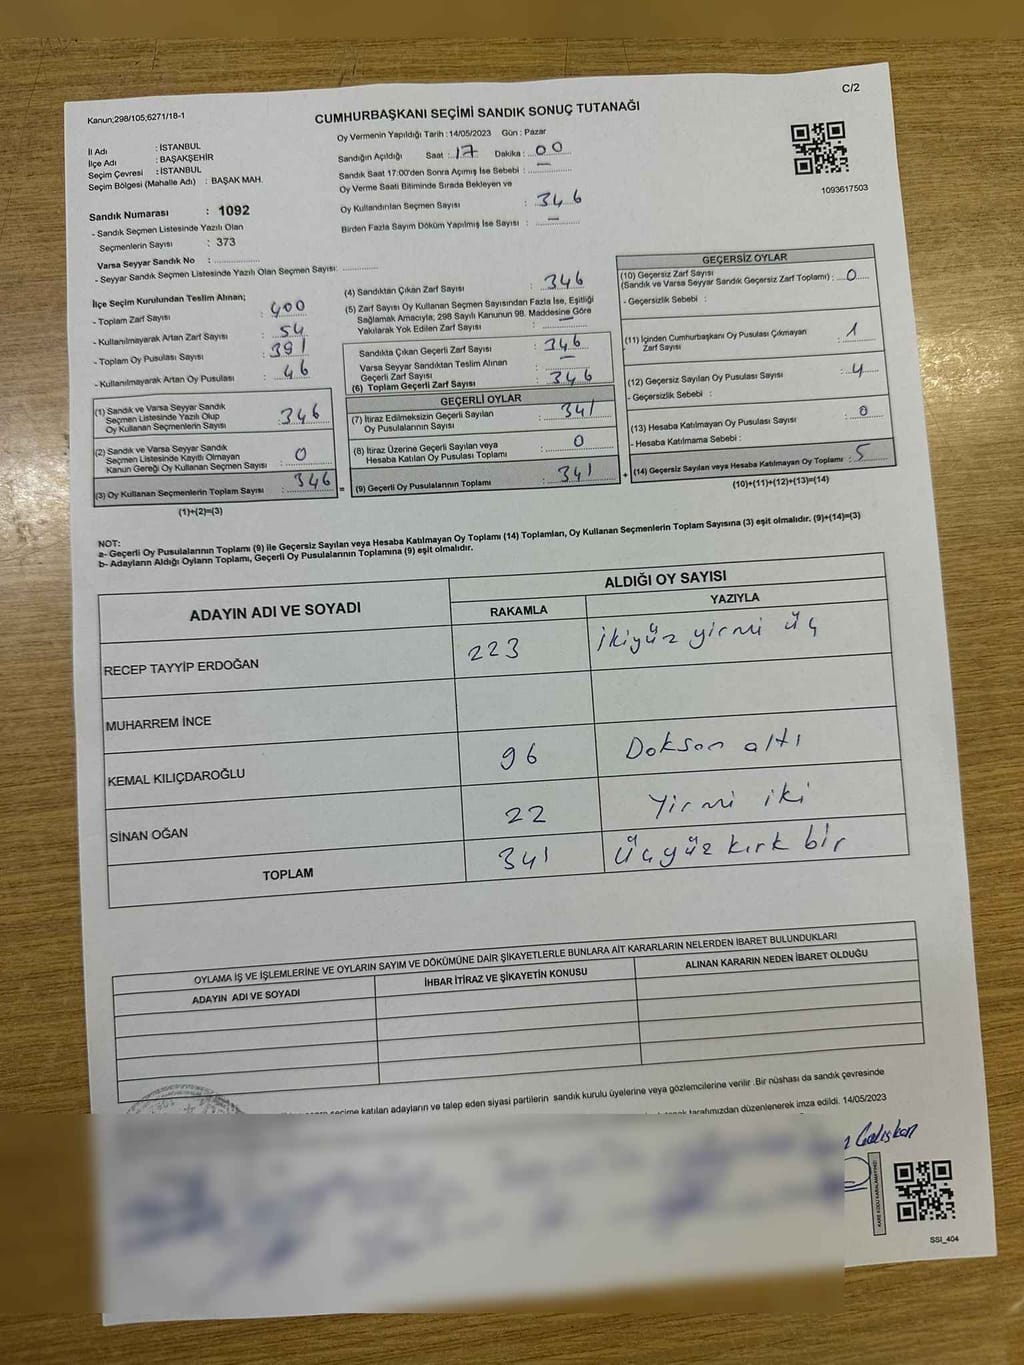 C/2
Kanun;298/105;6271/18-1
CUMHURBAŞKANI SEÇİMİ SANDIK SONUÇ TUTANAĞI
Oy Vermenin Yapıldığı Tarih : 14/05/2023 Gün : Pazar
İl Adı : İSTANBUL
İlçe Adı : BAŞAKŞEHİR
Seçim Çevresi : İSTANBUL
Seçim Bölgesi (Mahalle Adı) : BAŞAK MAH.
Sandığın Açıldığı Saat : 17 Dakika : 00
Sandık Saat 17:00'den Sonra Açımış İse Sebebi : —
Oy Verme Saati Bitiminde Sırada Bekleyen ve
Oy Kullandırılan Seçmen Sayısı : 346
Birden Fazla Sayım Döküm Yapılmış İse Sayısı : —
1093617503
Sandık Numarası : 1092
- Sandık Seçmen Listesinde Yazılı Olan
Seçmenlerin Sayısı : 373
Varsa Seyyar Sandık No :
- Seyyar Sandık Seçmen Listesinde Yazılı Olan Seçmen Sayısı:
İlçe Seçim Kurulundan Teslim Alınan;
- Toplam Zarf Sayısı : 400
- Kullanılmayarak Artan Zarf Sayısı : 54
- Toplam Oy Pusulası Sayısı : 391
- Kullanılmayarak Artan Oy Pusulası : 46
(1) Sandık ve Varsa Seyyar Sandık
Seçmen Listesinde Yazılı Olup
Oy Kullanan Seçmenlerin Sayısı : 346
(2) Sandık ve Varsa Seyyar Sandık
Seçmen Listesinde Kayıtlı Olmayan
Kanun Gereği Oy Kullanan Seçmen Sayısı : 0
(3) Oy Kullanan Seçmenlerin Toplam Sayısı : 346
(1)+(2)=(3)
(4) Sandıktan Çıkan Zarf Sayısı : 346
(5) Zarf Sayısı Oy Kullanan Seçmen Sayısından Fazla İse, Eşitliği
Sağlamak Amacıyla; 298 Sayılı Kanunun 98. Maddesine Göre
Yakılarak Yok Edilen Zarf Sayısı : —
Sandıkta Çıkan Geçerli Zarf Sayısı : 346
Varsa Seyyar Sandıktan Teslim Alınan
Geçerli Zarf Sayısı : —
(6) Toplam Geçerli Zarf Sayısı : 346
GEÇERLİ OYLAR
(7) İtiraz Edilmeksizin Geçerli Sayılan
Oy Pusulalarının Sayısı : 341
(8) İtiraz Üzerine Geçerli Sayılan veya
Hesaba Katılan Oy Pusulası Toplamı : 0
= (9) Geçerli Oy Pusulalarının Toplamı : 341 +
GEÇERSİZ OYLAR
(10) Geçersiz Zarf Sayısı
(Sandık ve Varsa Seyyar Sandık Geçersiz Zarf Toplamı) : 0
- Geçersizlik Sebebi :
(11) İçinden Cumhurbaşkanı Oy Pusulası Çıkmayan
Zarf Sayısı : 1
(12) Geçersiz Sayılan Oy Pusulası Sayısı : 4
- Geçersizlik Sebebi :
(13) Hesaba Katılmayan Oy Pusulası Sayısı : 0
- Hesaba Katılmama Sebebi :
(14) Geçersiz Sayılan veya Hesaba Katılmayan Oy Toplamı : 5
(10)+(11)+(12)+(13)=(14)
NOT:
a- Geçerli Oy Pusulalarının Toplamı (9) ile Geçersiz Sayılan veya Hesaba Katılmayan Oy Toplamı (14) Toplamları, Oy Kullanan Seçmenlerin Toplam Sayısına (3) eşit olmalıdır. (9)+(14)=(3)
b- Adayların Aldığı Oyların Toplamı, Geçerli Oy Pusulalarının Toplamına (9) eşit olmalıdır.
ADAYIN ADI VE SOYADI ALDIĞI OY SAYISI
RAKAMLA YAZIYLA
RECEP TAYYİP ERDOĞAN 223 ikiyüz yirmi üç
MUHARREM İNCE
KEMAL KILIÇDAROĞLU 96 Doksan altı
SİNAN OĞAN 22 Yirmi iki
TOPLAM 341 Üçyüz kırk bir
OYLAMA İŞ VE İŞLEMLERİNE VE OYLARIN SAYIM VE DÖKÜMÜNE DAİR ŞİKAYETLERLE BUNLARA AİT KARARLARIN NELERDEN İBARET BULUNDUKLARI
ADAYIN ADI VE SOYADI İHBAR İTİRAZ VE ŞİKAYETİN KONUSU ALINAN KARARIN NEDEN İBARET OLDUĞU
seçime katılan adayların ve talep eden siyasi partilerin sandık kurulu üyelerine veya gözlemcilerine verilir .Bir nüshası da sandık çevresinde
tarafımızdan düzenlenerek imza edildi. 14/05/2023
Çalışkan
SSI_404